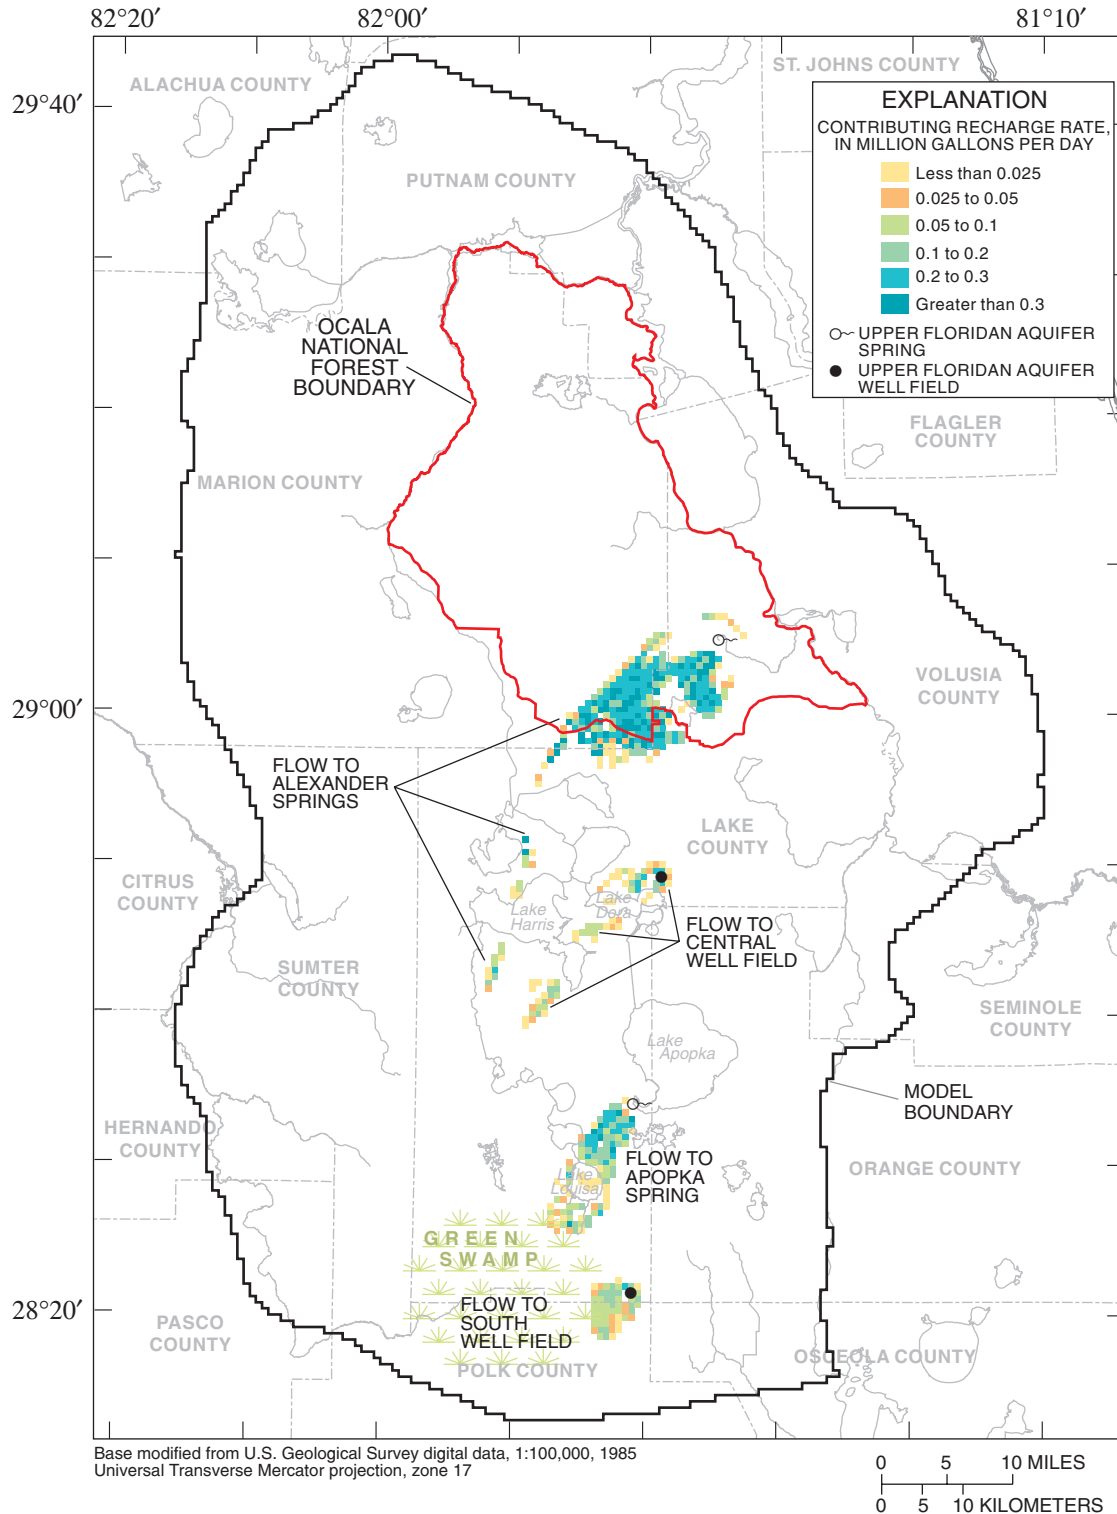 82°20'
82°00'
81°10'
29°40'
29°00'
28°20'
ALACHUA COUNTY
ST. JOHNS COUNTY
PUTNAM COUNTY
EXPLANATION
CONTRIBUTING RECHARGE RATE,
IN MILLION GALLONS PER DAY
Less than 0.025
0.025 to 0.05
0.05 to 0.1
0.1 to 0.2
0.2 to 0.3
Greater than 0.3
UPPER FLORIDAN AQUIFER
SPRING
UPPER FLORIDAN AQUIFER
WELL FIELD
OCALA
NATIONAL
FOREST
BOUNDARY
FLAGLER
COUNTY
MARION COUNTY
VOLUSIA
COUNTY
FLOW TO
ALEXANDER
SPRINGS
LAKE
COUNTY
CITRUS
COUNTY
Lake
Harris
Lake
Dora
FLOW TO
CENTRAL
WELL FIELD
SUMTER
COUNTY
SEMINOLE
COUNTY
Lake
Apopka
MODEL
BOUNDARY
HERNANDO
COUNTY
FLOW TO
APOPKA
SPRING
Lake
Louisa
ORANGE COUNTY
GREEN
SWAMP
FLOW TO
SOUTH
WELL FIELD
PASCO
COUNTY
POLK COUNTY
OSCEOLA COUNTY
Base modified from U.S. Geological Survey digital data, 1:100,000, 1985
Universal Transverse Mercator projection, zone 17
0 5 10 MILES
0 5 10 KILOMETERS